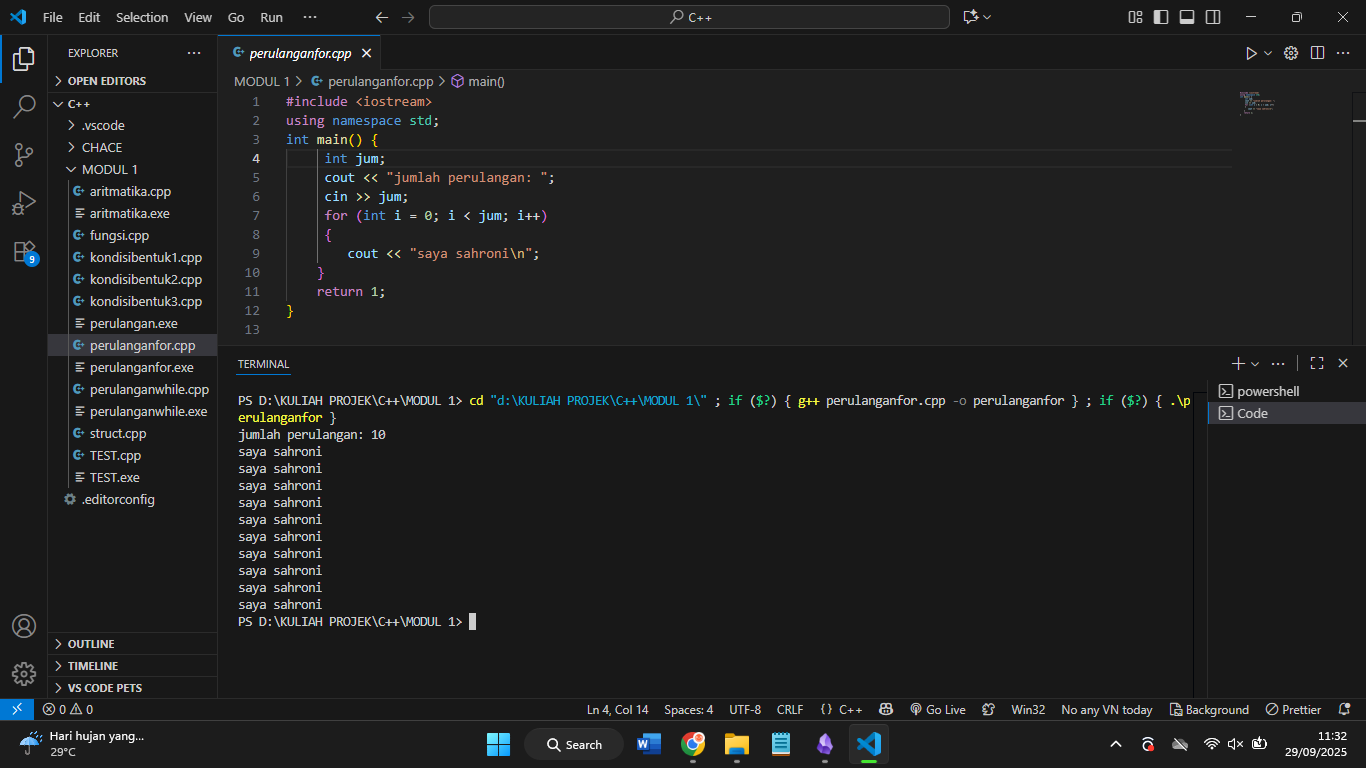 File Edit Selection View Go Run ··· C++
EXPLORER ···
OPEN EDITORS
C++
.vscode
CHACE
MODUL 1
aritmatika.cpp
aritmatika.exe
fungsi.cpp
kondisibentuk1.cpp
kondisibentuk2.cpp
kondisibentuk3.cpp
perulangan.exe
perulanganfor.cpp
perulanganfor.exe
perulanganwhile.cpp
perulanganwhile.exe
struct.cpp
TEST.cpp
TEST.exe
.editorconfig
OUTLINE
TIMELINE
VS CODE PETS
9
perulanganfor.cpp
MODUL 1 > perulanganfor.cpp > main()
1 #include <iostream>
2 using namespace std;
3 int main() {
4 int jum;
5 cout << "jumlah perulangan: ";
6 cin >> jum;
7 for (int i = 0; i < jum; i++)
8 {
9 cout << "saya sahroni\n";
10 }
11 return 1;
12 }
13
TERMINAL
PS D:\KULIAH PROJEK\C++\MODUL 1> cd "d:\KULIAH PROJEK\C++\MODUL 1\" ; if ($?) { g++ perulanganfor.cpp -o perulanganfor } ; if ($?) { .\p
erulanganfor }
jumlah perulangan: 10
saya sahroni
saya sahroni
saya sahroni
saya sahroni
saya sahroni
saya sahroni
saya sahroni
saya sahroni
saya sahroni
saya sahroni
PS D:\KULIAH PROJEK\C++\MODUL 1>
powershell
Code
0 0 Ln 4, Col 14 Spaces: 4 UTF-8 CRLF {} C++ Go Live Win32 No any VN today Background Prettier
Hari hujan yang...
29°C
Search
11:32
29/09/2025